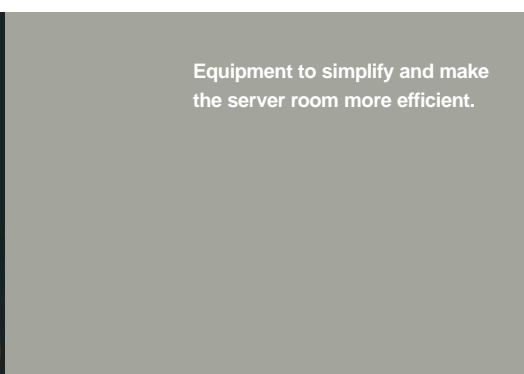 Equipment to simplify and make
the server room more efficient.